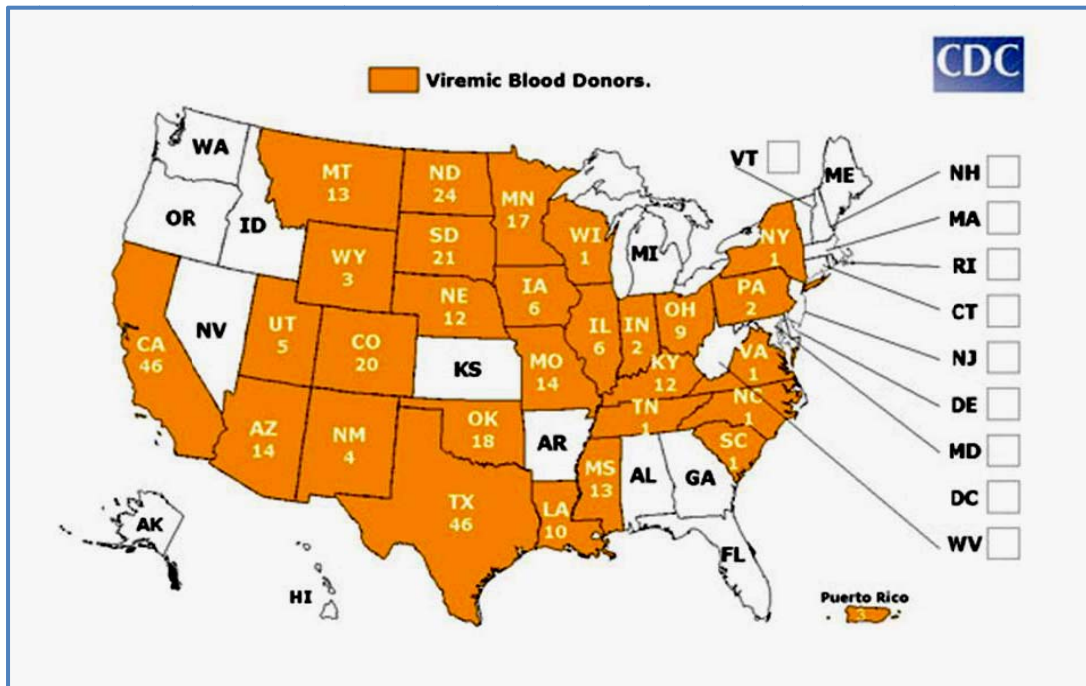 CDC
Viremic Blood Donors.
WA
MT
13
ND
24
MN
17
VT
ME
NH
OR
ID
WY
3
SD
21
WI
1
MI
NY
1
MA
RI
CA
46
NV
UT
5
CO
20
NE
12
IA
6
IL
6
IN
2
OH
9
PA
2
CT
KS
MO
14
KY
12
VA
1
NJ
AZ
14
NM
4
OK
18
AR
TN
1
NC
1
DE
TX
46
LA
10
MS
13
AL
GA
SC
1
MD
AK
FL
DC
HI
WV
Puerto Rico
3